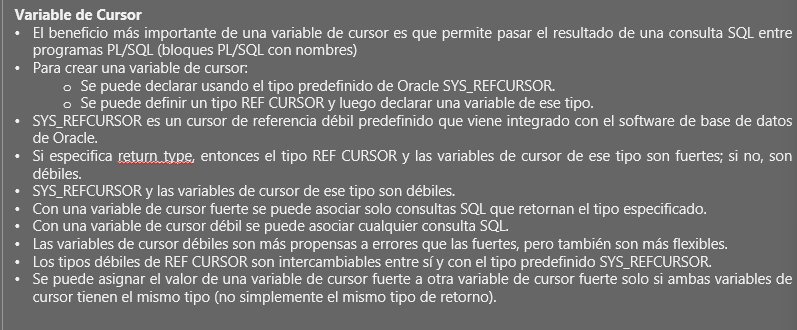 Variable de Cursor
• El beneficio más importante de una variable de cursor es que permite pasar el resultado de una consulta SQL entre
programas PL/SQL (bloques PL/SQL con nombres)
• Para crear una variable de cursor:
o Se puede declarar usando el tipo predefinido de Oracle SYS_REFCURSOR.
o Se puede definir un tipo REF CURSOR y luego declarar una variable de ese tipo.
• SYS_REFCURSOR es un cursor de referencia débil predefinido que viene integrado con el software de base de datos
de Oracle.
• Si especifica return_type, entonces el tipo REF CURSOR y las variables de cursor de ese tipo son fuertes; si no, son
débiles.
• SYS_REFCURSOR y las variables de cursor de ese tipo son débiles.
• Con una variable de cursor fuerte se puede asociar solo consultas SQL que retornan el tipo especificado.
• Con una variable de cursor débil se puede asociar cualquier consulta SQL.
• Las variables de cursor débiles son más propensas a errores que las fuertes, pero también son más flexibles.
• Los tipos débiles de REF CURSOR son intercambiables entre sí y con el tipo predefinido SYS_REFCURSOR.
• Se puede asignar el valor de una variable de cursor fuerte a otra variable de cursor fuerte solo si ambas variables de
cursor tienen el mismo tipo (no simplemente el mismo tipo de retorno).